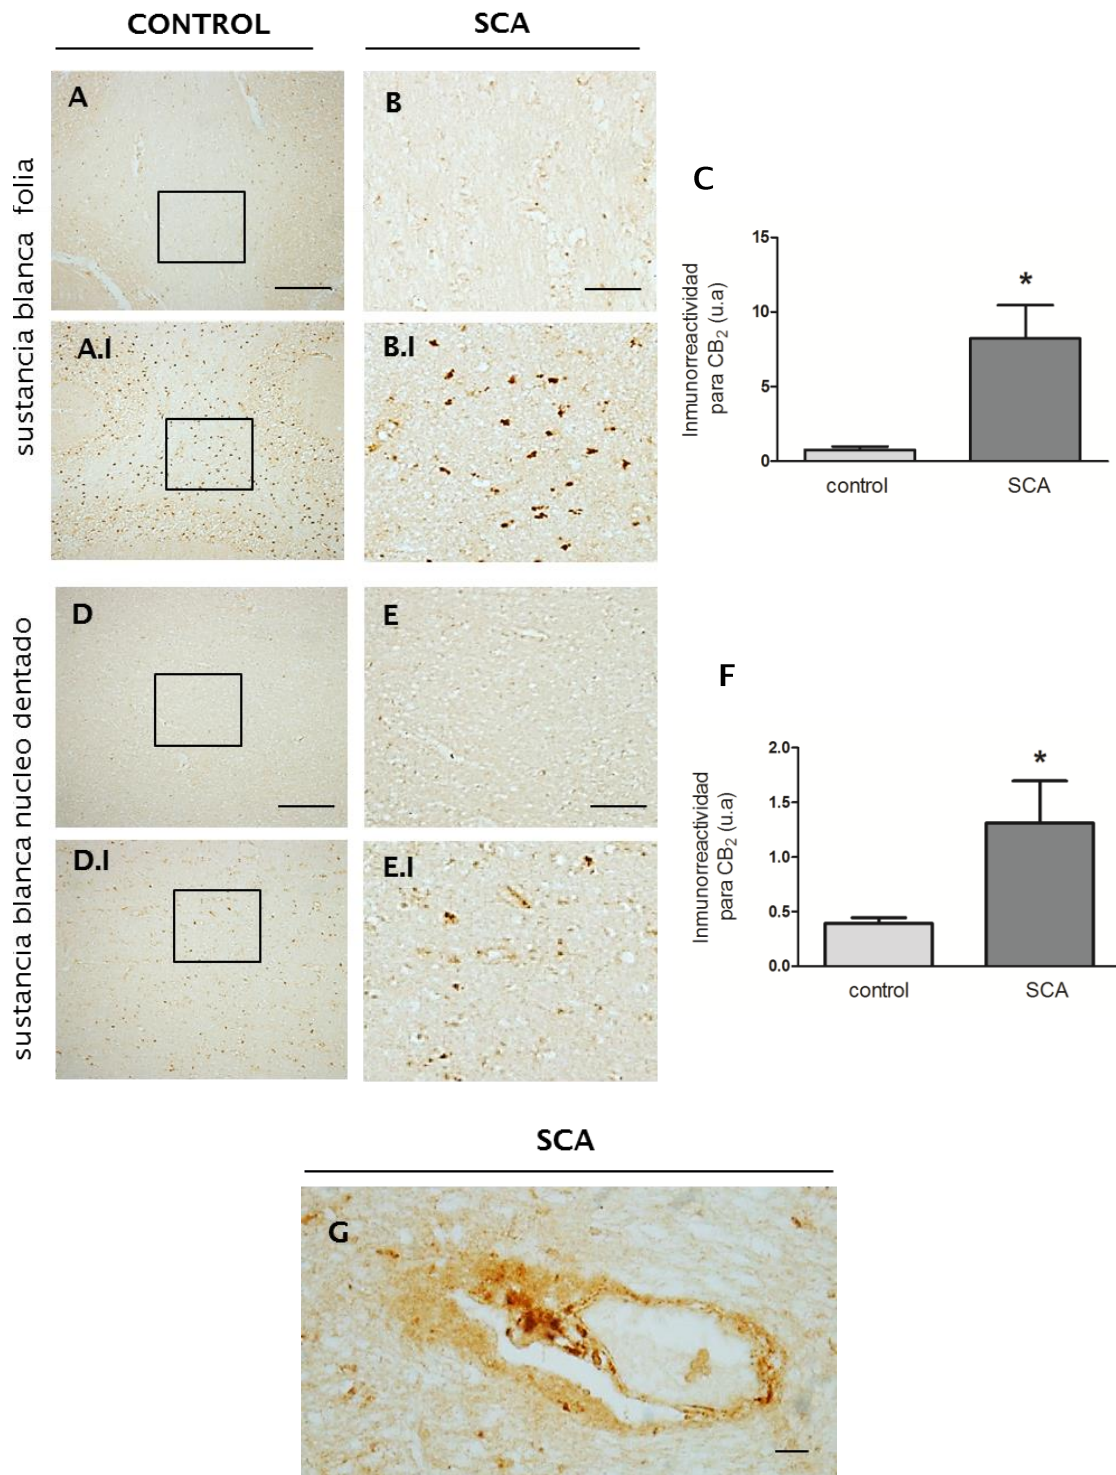 CONTROL
SCA
sustancia blanca folia
A
B
A.I
B.I
C
15
10
5
0
Inmunorreactividad
para CB₂ (u.a)
*
control
SCA
sustancia blanca nucleo dentado
D
E
D.I
E.I
F
2.0
1.5
1.0
0.5
0.0
Inmunorreactividad
para CB₂ (u.a)
*
control
SCA
SCA
G